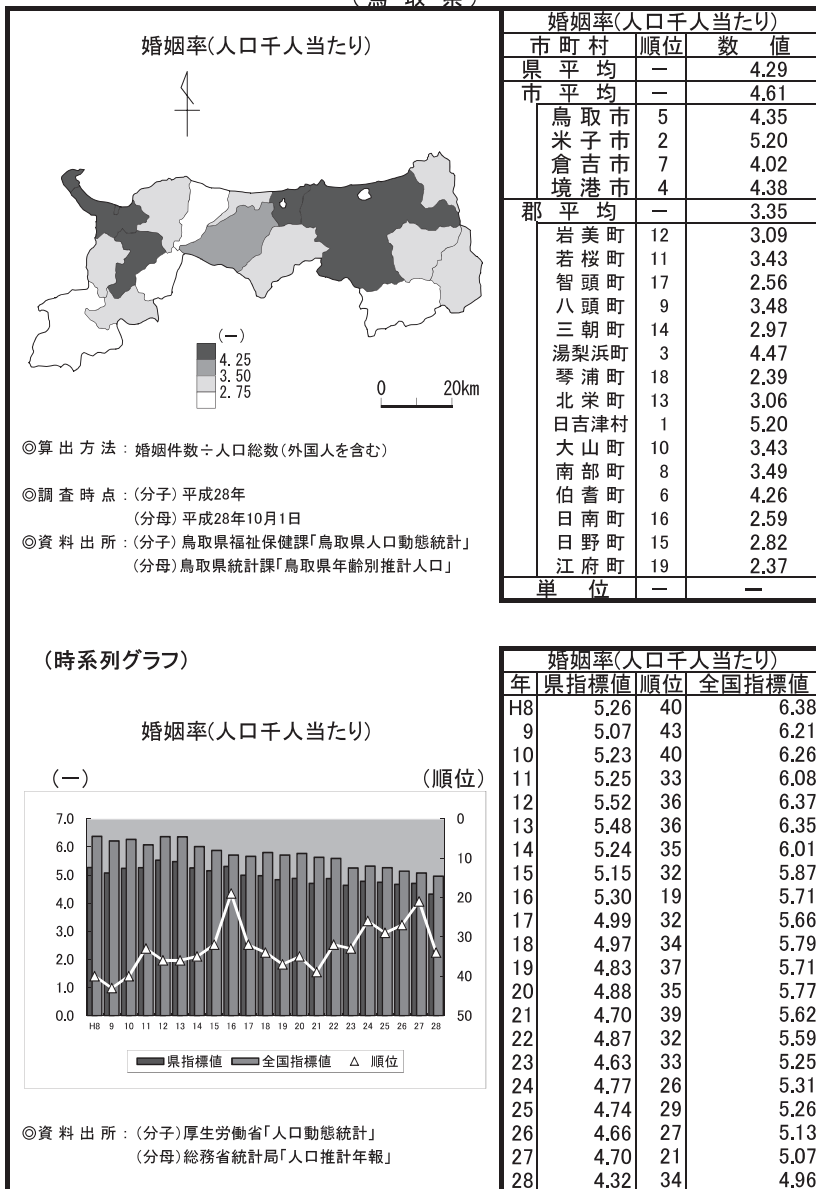 (鳥 取 県)
婚姻率(人口千人当たり)
(－)
4.25
3.50
2.75
0 20km
◎算 出 方 法 : 婚姻件数÷人口総数(外国人を含む)
◎調 査 時 点 : (分子) 平成28年
(分母) 平成28年10月1日
◎資 料 出 所 : (分子) 鳥取県福祉保健課「鳥取県人口動態統計」
(分母) 鳥取県統計課「鳥取県年齢別推計人口」
婚姻率(人口千人当たり)
市 町 村 順位 数 値
県 平 均 － 4.29
市 平 均 － 4.61
鳥 取 市 5 4.35
米 子 市 2 5.20
倉 吉 市 7 4.02
境 港 市 4 4.38
郡 平 均 － 3.35
岩 美 町 12 3.09
若 桜 町 11 3.43
智 頭 町 17 2.56
八 頭 町 9 3.48
三 朝 町 14 2.97
湯梨浜町 3 4.47
琴 浦 町 18 2.39
北 栄 町 13 3.06
日吉津村 1 5.20
大 山 町 10 3.43
南 部 町 8 3.49
伯 耆 町 6 4.26
日 南 町 16 2.59
日 野 町 15 2.82
江 府 町 19 2.37
単 位 － －
(時系列グラフ)
婚姻率(人口千人当たり)
(－) (順位)
7.0 0
6.0 10
5.0
4.0 20
3.0 30
2.0 40
1.0
0.0 50
H8 9 10 11 12 13 14 15 16 17 18 19 20 21 22 23 24 25 26 27 28
県指標値 全国指標値 △ 順位
◎資 料 出 所 : (分子)厚生労働省「人口動態統計」
(分母)総務省統計局「人口推計年報」
婚姻率(人口千人当たり)
年 県指標値 順位 全国指標値
H8 5.26 40 6.38
9 5.07 43 6.21
10 5.23 40 6.26
11 5.25 33 6.08
12 5.52 36 6.37
13 5.48 36 6.35
14 5.24 35 6.01
15 5.15 32 5.87
16 5.30 19 5.71
17 4.99 32 5.66
18 4.97 34 5.79
19 4.83 37 5.71
20 4.88 35 5.77
21 4.70 39 5.62
22 4.87 32 5.59
23 4.63 33 5.25
24 4.77 26 5.31
25 4.74 29 5.26
26 4.66 27 5.13
27 4.70 21 5.07
28 4.32 34 4.96